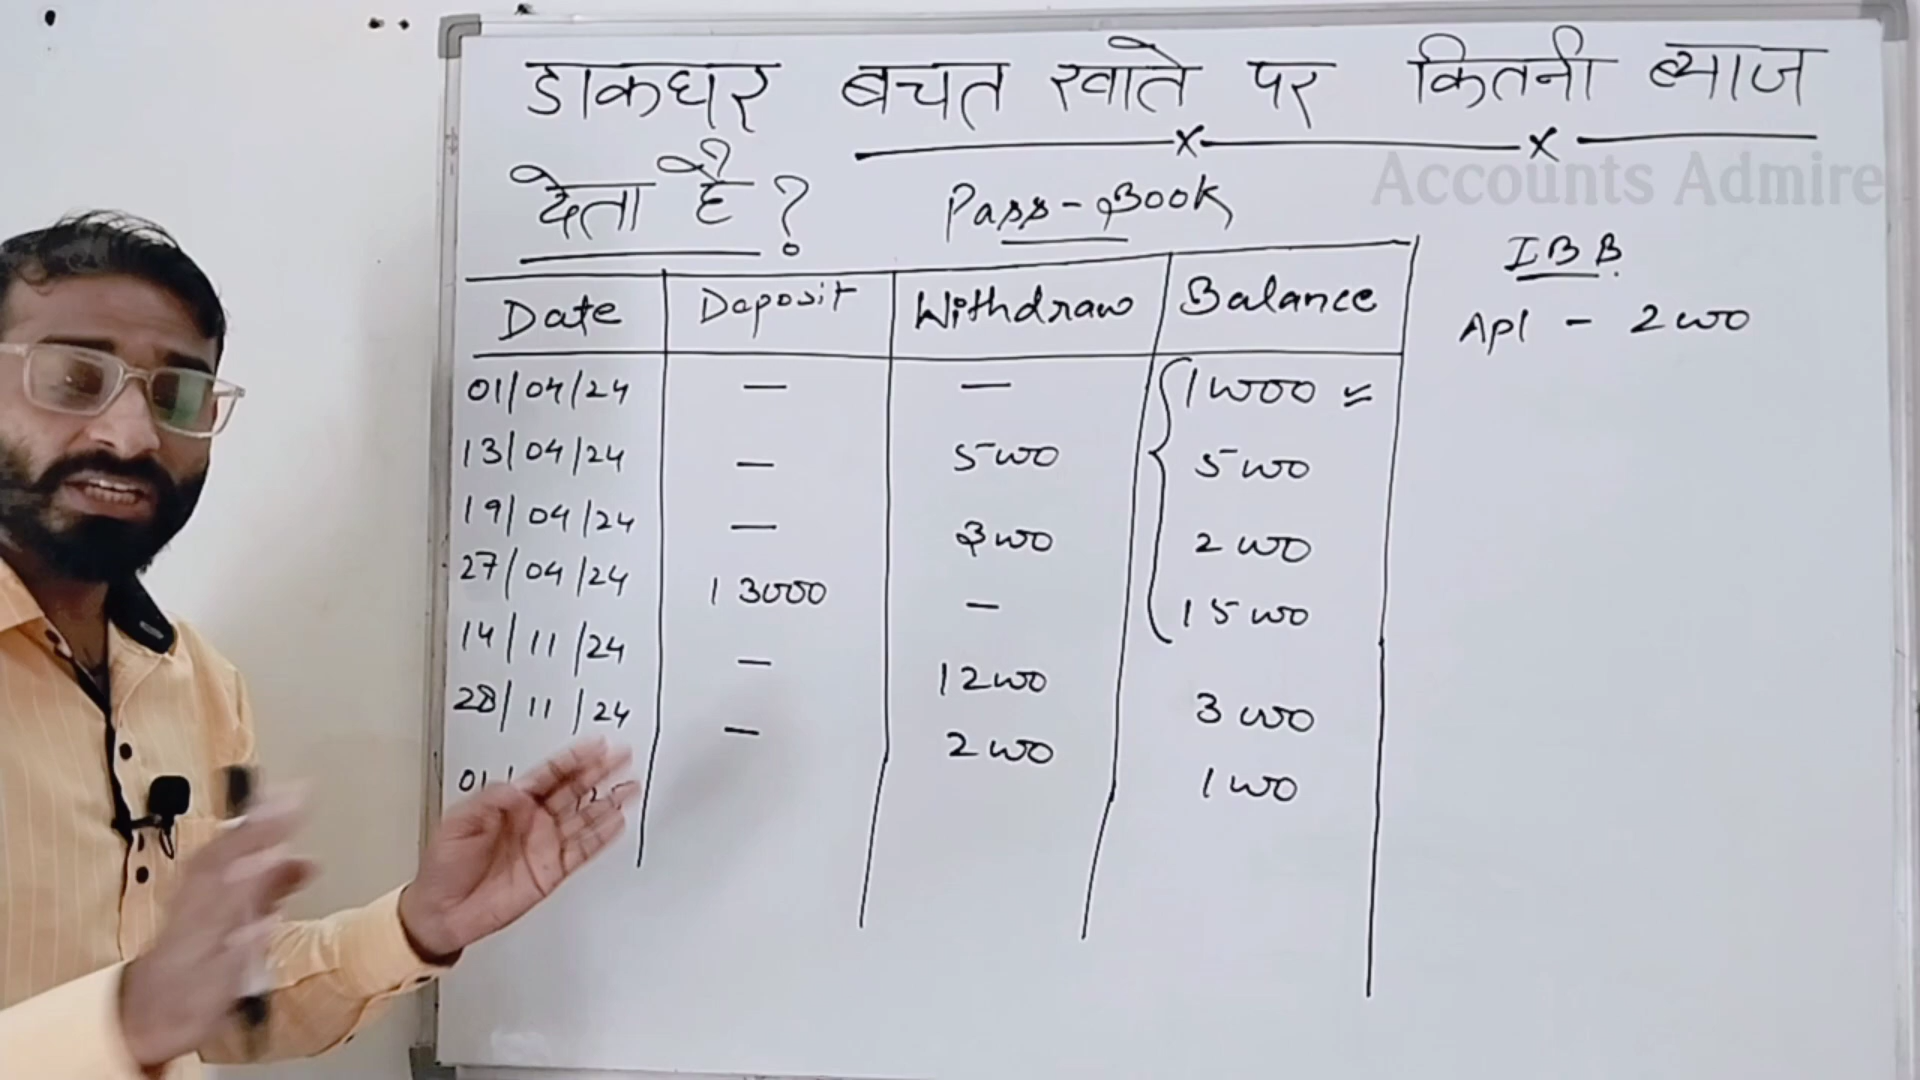 डाकघर बचत खाते पर कितनी ब्याज
देता है ?
Pass-Book
Accounts Admire
IBB
Apl - 2000
Date Deposit Withdraw Balance
01/04/24 — — 10000
13/04/24 — 5000 5000
19/04/24 — 3000 2000
27/04/24 13000 — 15000
14/11/24 — 12000 3000
28/11/24 — 2000 1000
01/